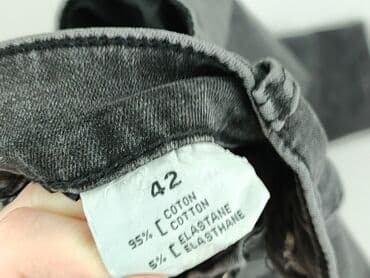 42
95% [ COTON
COTTON
5% [ ELASTANE
ELASTHANE